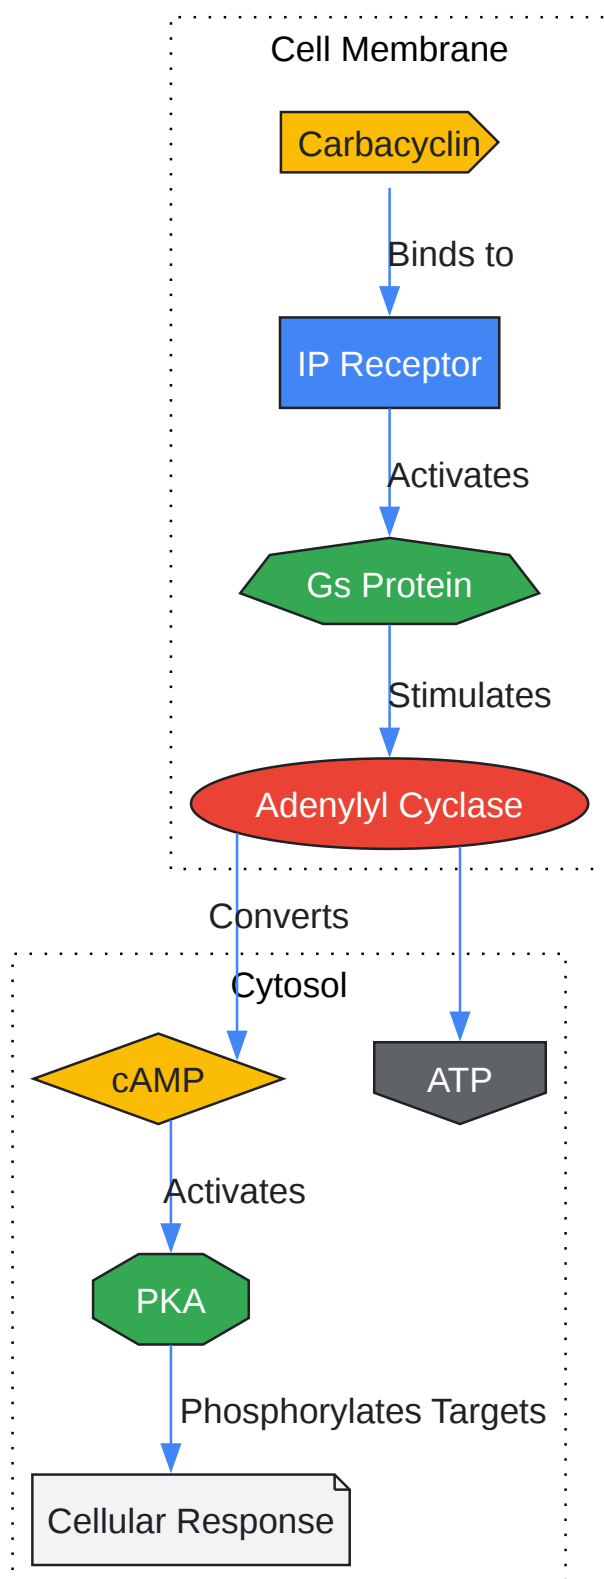 Cell Membrane
Carbacyclin
Binds to
IP Receptor
Activates
Gs Protein
Stimulates
Adenylyl Cyclase
Converts
Cytosol
cAMP
ATP
Activates
PKA
Phosphorylates Targets
Cellular Response